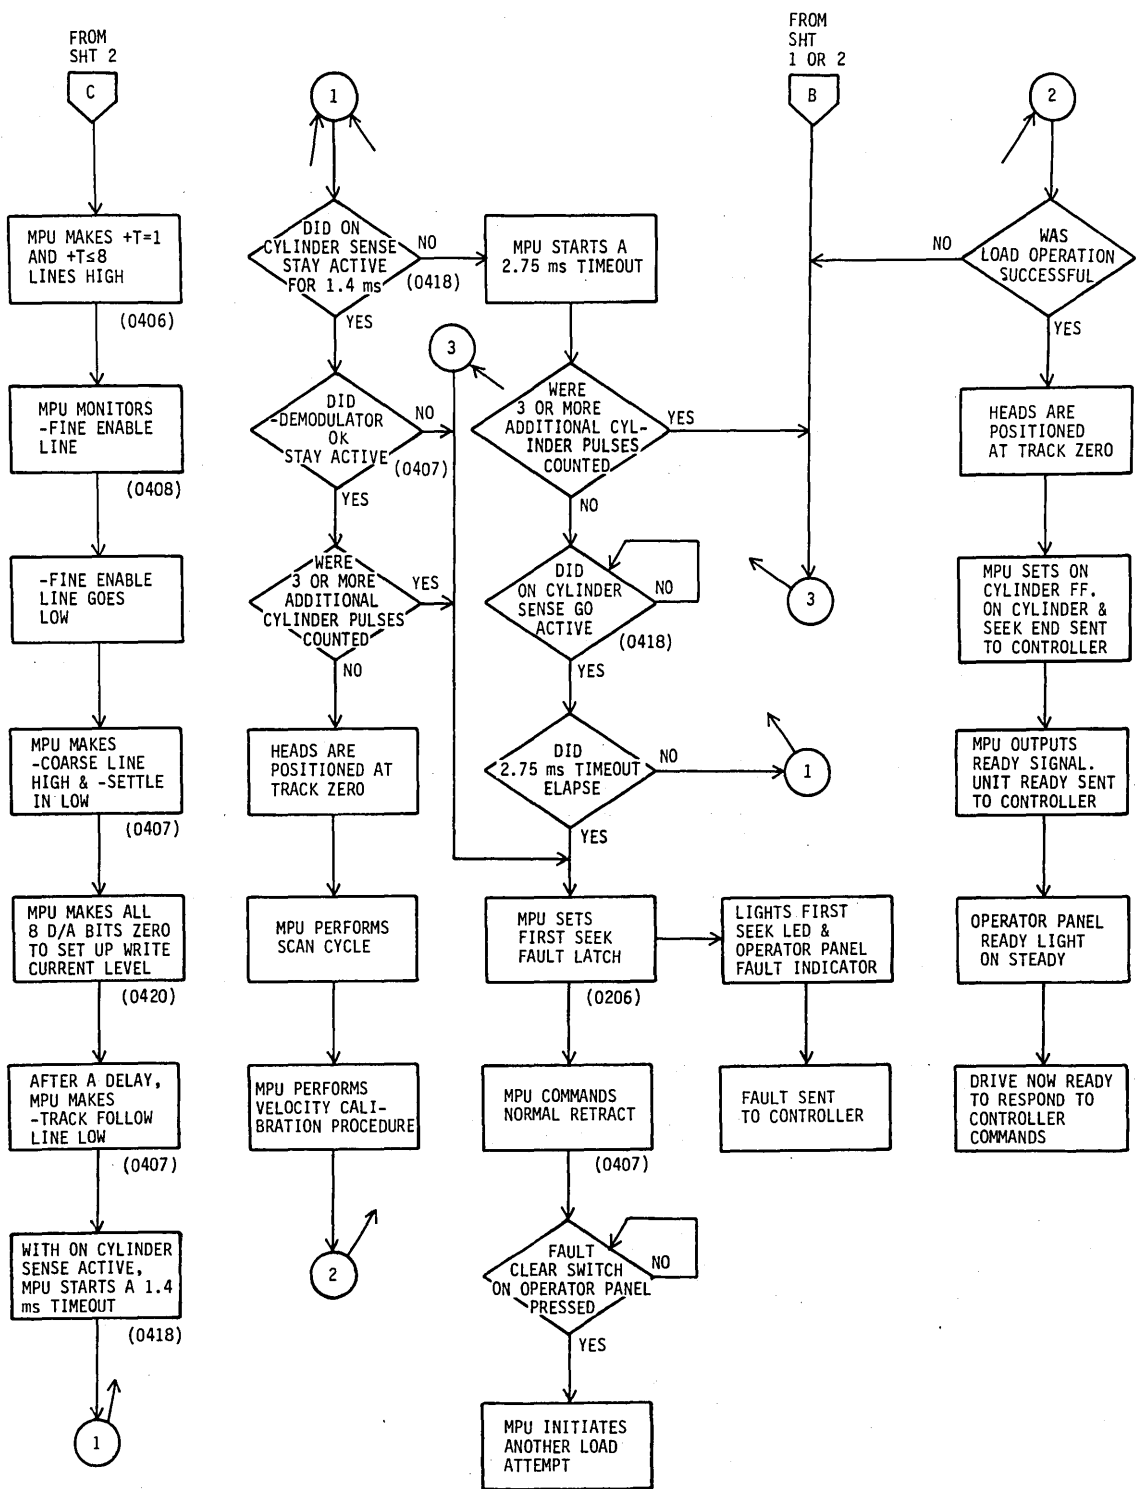 FROM
SHT 2
C
MPU MAKES +T=1
AND +T≤8
LINES HIGH
(0406)
MPU MONITORS
-FINE ENABLE
LINE
(0408)
-FINE ENABLE
LINE GOES
LOW
MPU MAKES
-COARSE LINE
HIGH & -SETTLE
IN LOW
(0407)
MPU MAKES ALL
8 D/A BITS ZERO
TO SET UP WRITE
CURRENT LEVEL
(0420)
AFTER A DELAY,
MPU MAKES
-TRACK FOLLOW
LINE LOW
(0407)
WITH ON CYLINDER
SENSE ACTIVE,
MPU STARTS A 1.4
ms TIMEOUT
(0418)
1
1
DID ON
CYLINDER SENSE
STAY ACTIVE
FOR 1.4 ms
NO
(0418)
YES
DID
-DEMODULATOR
OK
STAY ACTIVE
NO
(0407)
YES
WERE
3 OR MORE
ADDITIONAL
CYLINDER PULSES
COUNTED
YES
NO
HEADS ARE
POSITIONED AT
TRACK ZERO
MPU PERFORMS
SCAN CYCLE
MPU PERFORMS
VELOCITY CALI-
BRATION PROCEDURE
2
3
MPU STARTS A
2.75 ms TIMEOUT
WERE
3 OR MORE
ADDITIONAL CYL-
INDER PULSES
COUNTED
YES
NO
DID
ON CYLINDER
SENSE GO
ACTIVE
NO
(0418)
YES
DID
2.75 ms TIMEOUT
ELAPSE
NO
1
YES
MPU SETS
FIRST SEEK
FAULT LATCH
(0206)
MPU COMMANDS
NORMAL RETRACT
(0407)
FAULT
CLEAR SWITCH
ON OPERATOR PANEL
PRESSED
NO
YES
MPU INITIATES
ANOTHER LOAD
ATTEMPT
LIGHTS FIRST
SEEK LED &
OPERATOR PANEL
FAULT INDICATOR
FAULT SENT
TO CONTROLLER
FROM
SHT
1 OR 2
B
3
2
WAS
LOAD OPERATION
SUCCESSFUL
NO
YES
HEADS ARE
POSITIONED
AT TRACK ZERO
MPU SETS ON
CYLINDER FF.
ON CYLINDER &
SEEK END SENT
TO CONTROLLER
MPU OUTPUTS
READY SIGNAL.
UNIT READY SENT
TO CONTROLLER
OPERATOR PANEL
READY LIGHT
ON STEADY
DRIVE NOW READY
TO RESPOND TO
CONTROLLER
COMMANDS